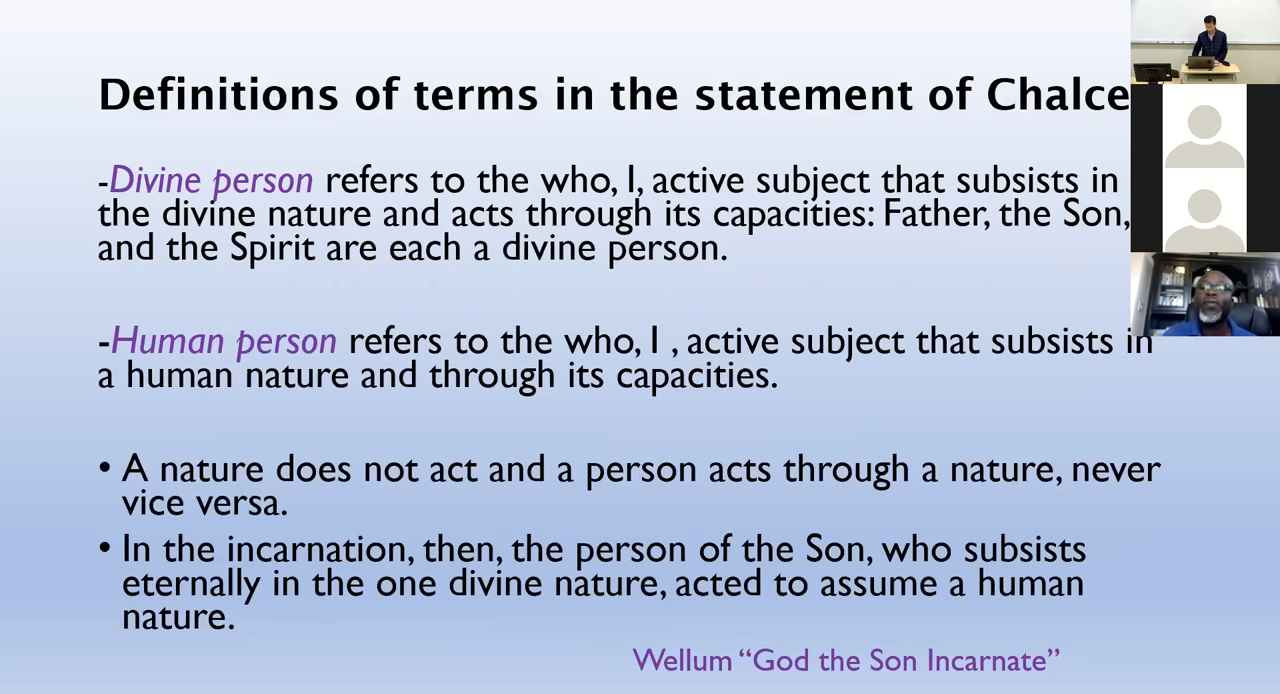 Definitions of terms in the statement of Chalce
-Divine person refers to the who, I, active subject that subsists in
the divine nature and acts through its capacities: Father, the Son,
and the Spirit are each a divine person.
-Human person refers to the who, I , active subject that subsists in
a human nature and through its capacities.
• A nature does not act and a person acts through a nature, never
vice versa.
• In the incarnation, then, the person of the Son, who subsists
eternally in the one divine nature, acted to assume a human
nature.
Wellum “God the Son Incarnate”